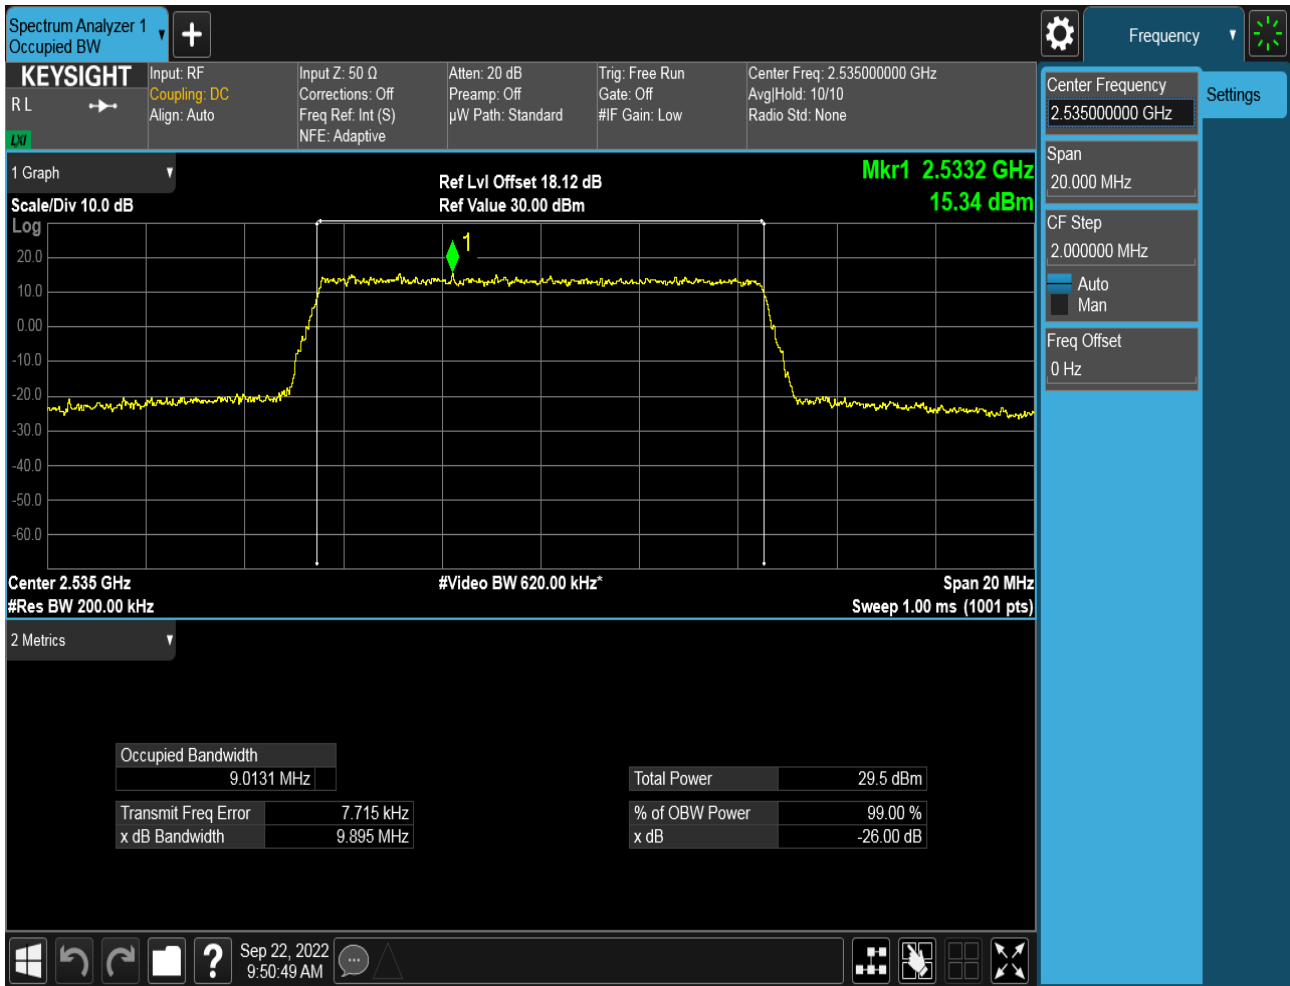 Spectrum Analyzer 1
Occupied BW
Frequency
KEYSIGHT
R L
LXI
Input: RF
Coupling: DC
Align: Auto
Input Z: 50 Ω
Corrections: Off
Freq Ref: Int (S)
NFE: Adaptive
Atten: 20 dB
Preamp: Off
µW Path: Standard
Trig: Free Run
Gate: Off
#IF Gain: Low
Center Freq: 2.535000000 GHz
Avg|Hold: 10/10
Radio Std: None
Center Frequency
2.535000000 GHz
Settings
Span
20.000 MHz
CF Step
2.000000 MHz
Auto
Man
Freq Offset
0 Hz
1 Graph
Scale/Div 10.0 dB
Ref Lvl Offset 18.12 dB
Ref Value 30.00 dBm
Mkr1 2.5332 GHz
15.34 dBm
Log
1
20.0
10.0
0.00
-10.0
-20.0
-30.0
-40.0
-50.0
-60.0
Center 2.535 GHz
#Video BW 620.00 kHz*
Span 20 MHz
#Res BW 200.00 kHz
Sweep 1.00 ms (1001 pts)
2 Metrics
Occupied Bandwidth
9.0131 MHz
Total Power 29.5 dBm
Transmit Freq Error 7.715 kHz
% of OBW Power 99.00 %
x dB Bandwidth 9.895 MHz
x dB -26.00 dB
Sep 22, 2022
9:50:49 AM